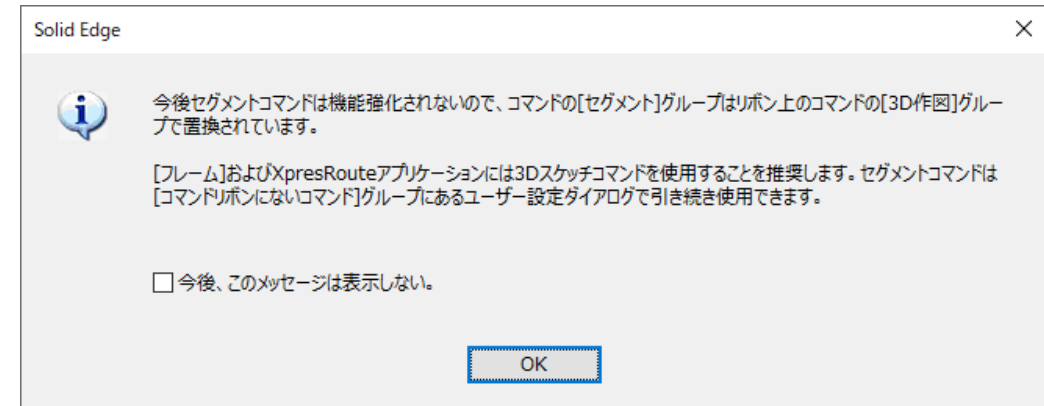 Solid Edge
今後セグメントコマンドは機能強化されないので、コマンドの[セグメント]グループはリボン上のコマンドの[3D作図]グルー
プで置換されています。
[フレーム]およびXpresRouteアプリケーションには3Dスケッチコマンドを使用することを推奨します。セグメントコマンドは
[コマンドリボンにないコマンド]グループにあるユーザー設定ダイアログで引き続き使用できます。
今後、このメッセージは表示しない。
OK